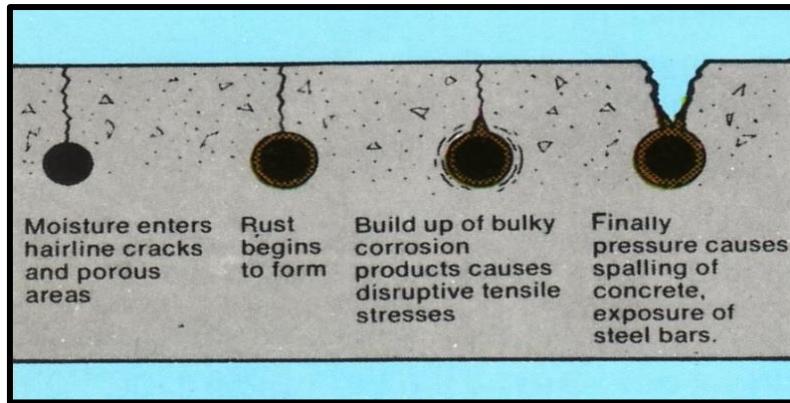 Moisture enters
hairline cracks
and porous
areas
Rust
begins
to form
Build up of bulky
corrosion
products causes
disruptive tensile
stresses
Finally
pressure causes
spalling of
concrete,
exposure of
steel bars.